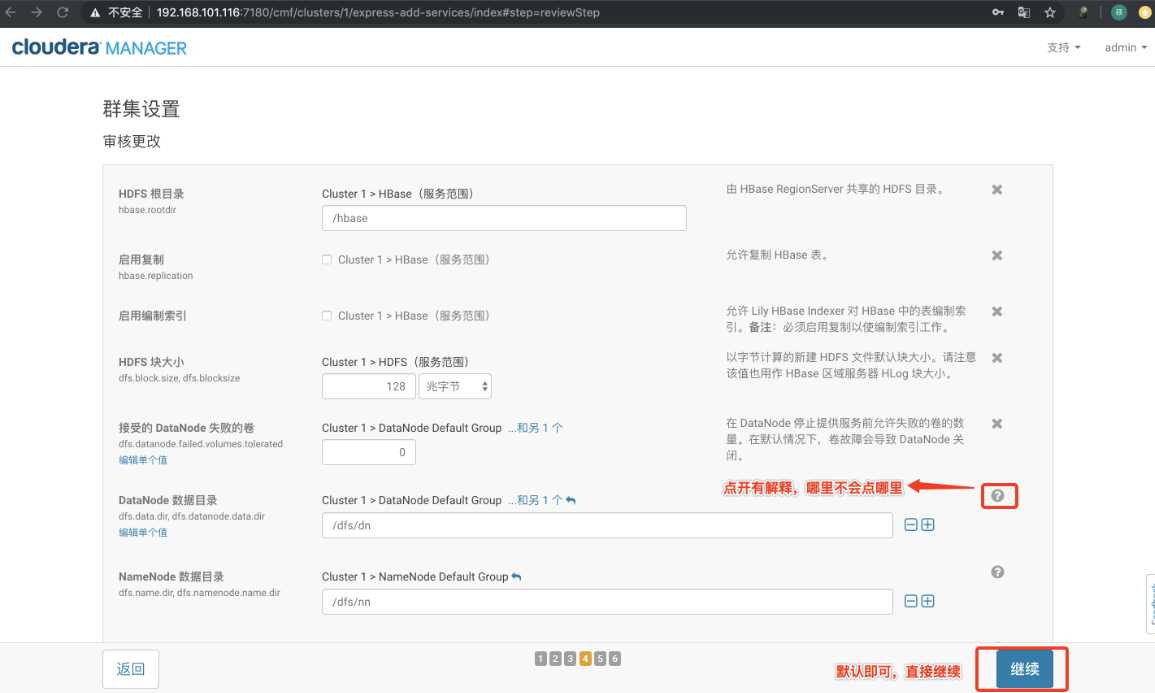 不安全 192.168.101.116:7180/cmf/clusters/1/express-add-services/index#step=reviewStep
cloudera MANAGER
支持
admin
群集设置
审核更改
HDFS 根目录
hbase.rootdir
Cluster 1 > HBase（服务范围）
/hbase
由 HBase RegionServer 共享的 HDFS 目录。
启用复制
hbase.replication
Cluster 1 > HBase（服务范围）
允许复制 HBase 表。
启用编制索引
Cluster 1 > HBase（服务范围）
允许 Lily HBase Indexer 对 HBase 中的表编制索
引。备注：必须启用复制以使编制索引工作。
HDFS 块大小
dfs.block.size, dfs.blocksize
Cluster 1 > HDFS（服务范围）
128
兆字节
以字节计算的新建 HDFS 文件默认块大小。请注意
该值也用作 HBase 区域服务器 HLog 块大小。
接受的 DataNode 失败的卷
dfs.datanode.failed.volumes.tolerated
编辑单个值
Cluster 1 > DataNode Default Group ...和另 1 个
0
在 DataNode 停止提供服务前允许失败的卷的数
量。在默认情况下，卷故障会导致 DataNode 关
闭。
点开有解释，哪里不会点哪里
DataNode 数据目录
dfs.data.dir, dfs.datanode.data.dir
编辑单个值
Cluster 1 > DataNode Default Group ...和另 1 个
/dfs/dn
NameNode 数据目录
dfs.name.dir, dfs.namenode.name.dir
Cluster 1 > NameNode Default Group
/dfs/nn
Feedback
返回
1 2 3 4 5 6
默认即可，直接继续
继续